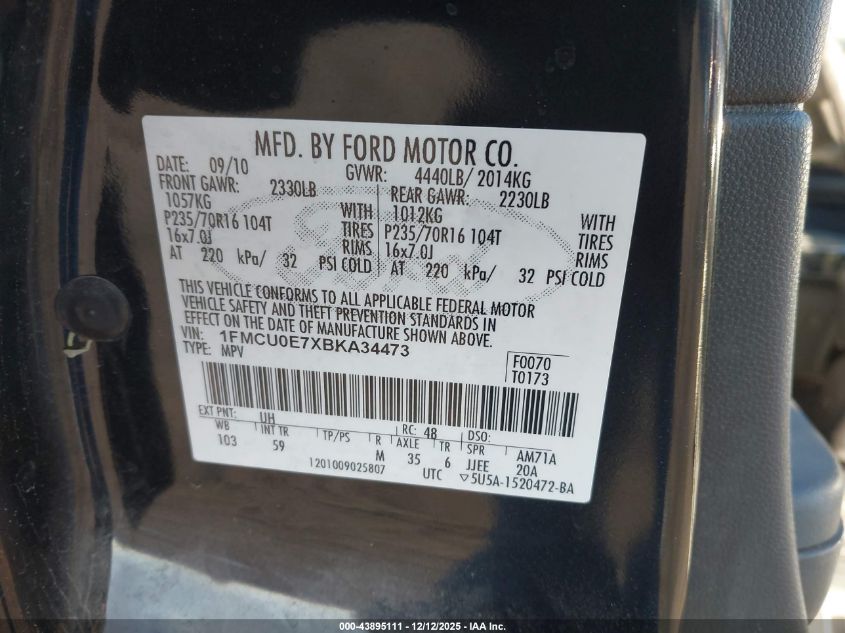 MFD. BY FORD MOTOR CO.
DATE: 09/10 GVWR: 4440LB/ 2014KG
FRONT GAWR: 2330LB REAR GAWR: 2230LB
1057KG WITH 1012KG WITH
P235/70R16 104T TIRES P235/70R16 104T TIRES
16x7.0J RIMS 16x7.0J RIMS
AT 220 kPa/ 32 PSI COLD AT 220 kPa/ 32 PSI COLD
THIS VEHICLE CONFORMS TO ALL APPLICABLE FEDERAL MOTOR
VEHICLE SAFETY AND THEFT PREVENTION STANDARDS IN
EFFECT ON THE DATE OF MANUFACTURE SHOWN ABOVE.
VIN: 1FMCU0E7XBKA34473
TYPE: MPV
F0070
T0173
EXT PNT: UH RC: 48 DSO:
WB INT TR TP/PS R AXLE TR SPR AM71A
103 59 M 35 6 JJEE 20A
1201009025807 UTC ▽5U5A-1520472-BA
000-43895111 - 12/12/2025 - © IAA, Inc.